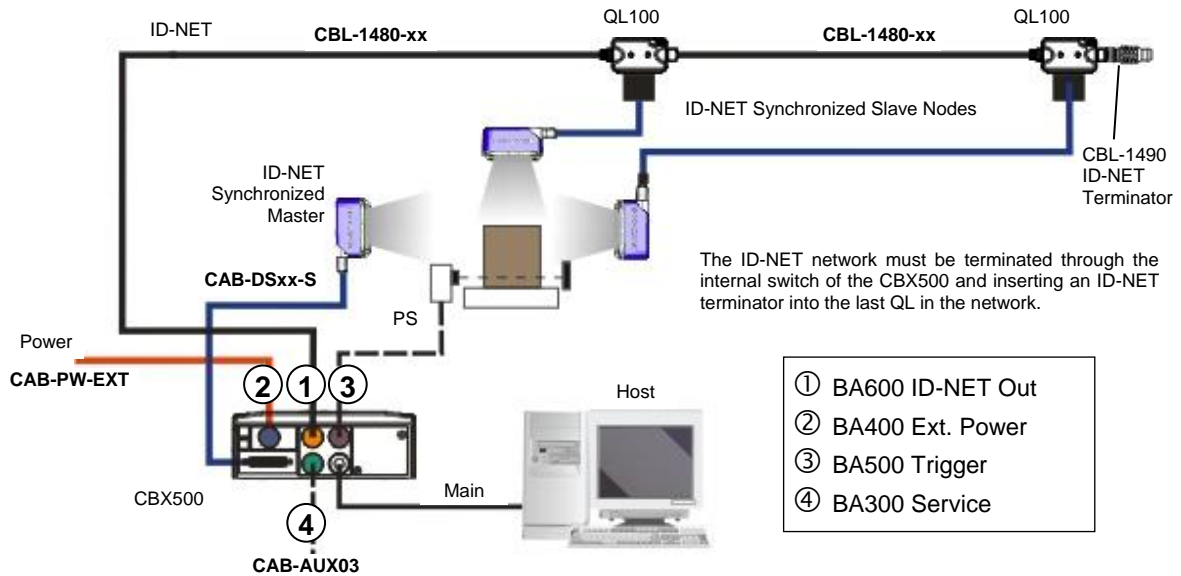 QL100
QL100
ID-NET
CBL-1480-xx
CBL-1480-xx
ID-NET Synchronized Slave Nodes
CBL-1490
ID-NET
Terminator
ID-NET
Synchronized
Master
CAB-DSxx-S
The ID-NET network must be terminated through the
internal switch of the CBX500 and inserting an ID-NET
terminator into the last QL in the network.
PS
Power
CAB-PW-EXT
2 1 3
Host
① BA600 ID-NET Out
② BA400 Ext. Power
③ BA500 Trigger
④ BA300 Service
CBX500
Main
4
CAB-AUX03